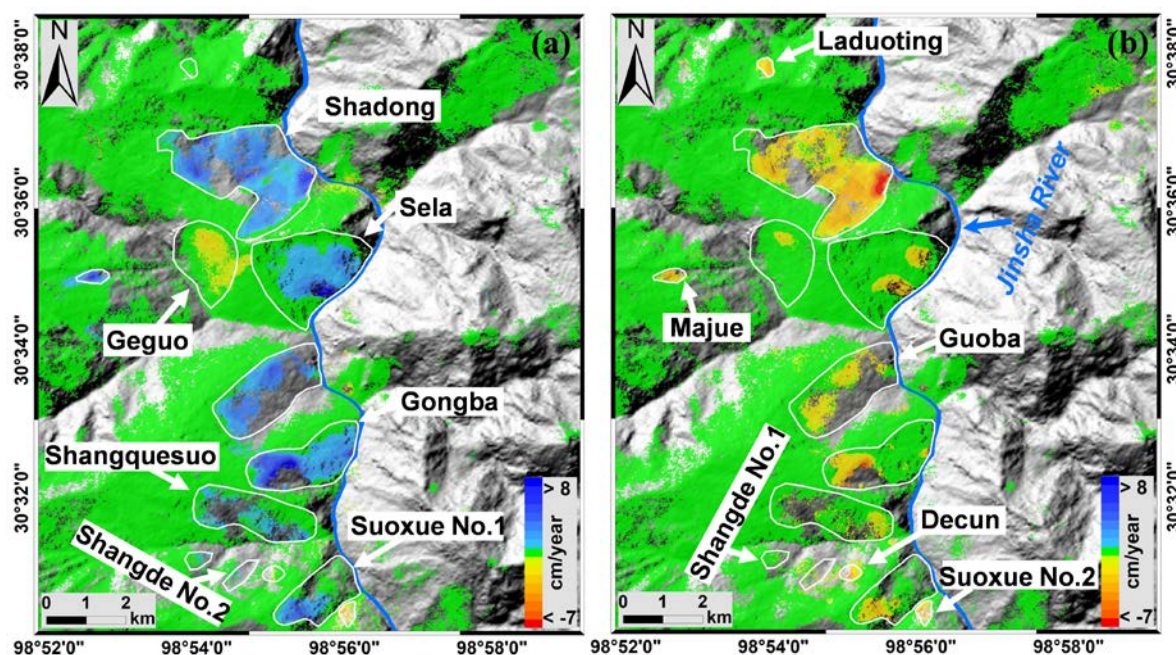 N
(a)
Shadong
Sela
Geguo
Gongba
Shangquesuo
Suoxue No.1
Shangde No.2
> 8
cm/year
< -7
0 1 2
km
30°38'0"
30°36'0"
30°34'0"
30°32'0"
98°52'0"
98°54'0"
98°56'0"
98°58'0"
N
(b)
Laduoting
Jinsha River
Majue
Guoba
Shangde No.1
Decun
Suoxue No.2
> 8
cm/year
< -7
0 1 2
km
30°38'0"
30°36'0"
30°34'0"
30°32'0"
98°52'0"
98°54'0"
98°56'0"
98°58'0"